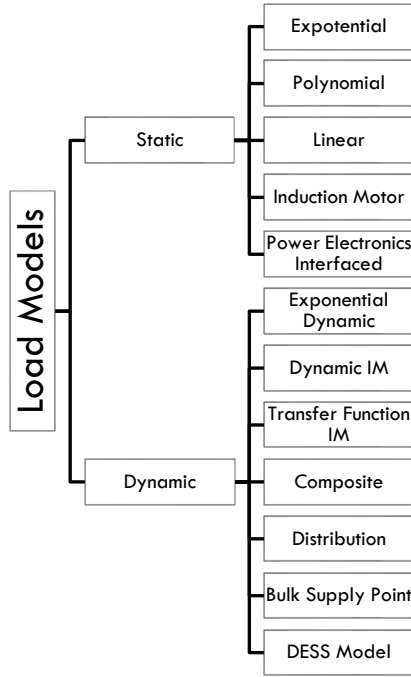 Load Models
Static
Expotential
Polynomial
Linear
Induction Motor
Power Electronics
Interfaced
Dynamic
Exponential
Dynamic
Dynamic IM
Transfer Function
IM
Composite
Distribution
Bulk Supply Point
DESS Model